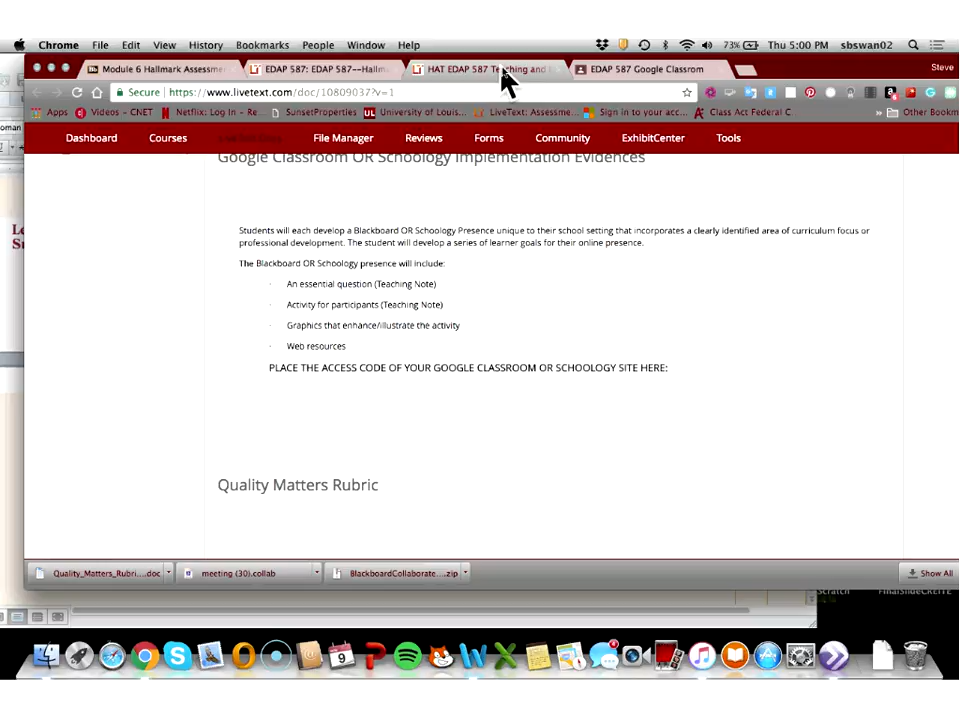 Chrome File Edit View History Bookmarks People Window Help 73% Thu 5:00 PM sbswan02
Module 6 Hallmark Assessme EDAP 587: EDAP 587--Hallm HAT EDAP 587 Teaching and EDAP 587 Google Classrom Steve
Secure https://www.livetext.com/doc/10809037?v=1
Apps Videos - CNET Netflix: Log In - Re... SunsetProperties University of Louis... LiveText: Assessme... Sign in to your acc... Class Act Federal C... » Other Bookm
Dashboard Courses File Manager Reviews Forms Community ExhibitCenter Tools
Google Classroom OR Schoology Implementation Evidences
Students will each develop a Blackboard OR Schoology Presence unique to their school setting that incorporates a clearly identified area of curriculum focus or
professional development. The student will develop a series of learner goals for their online presence.
The Blackboard OR Schoology presence will include:
· An essential question (Teaching Note)
· Activity for participants (Teaching Note)
· Graphics that enhance/illustrate the activity
· Web resources
PLACE THE ACCESS CODE OF YOUR GOOGLE CLASSROOM OR SCHOOLOGY SITE HERE:
Quality Matters Rubric
Quality_Matters_Rubri....doc meeting (30).collab BlackboardCollaborate....zip Show All
Scratch FinalSlideCREITE
9